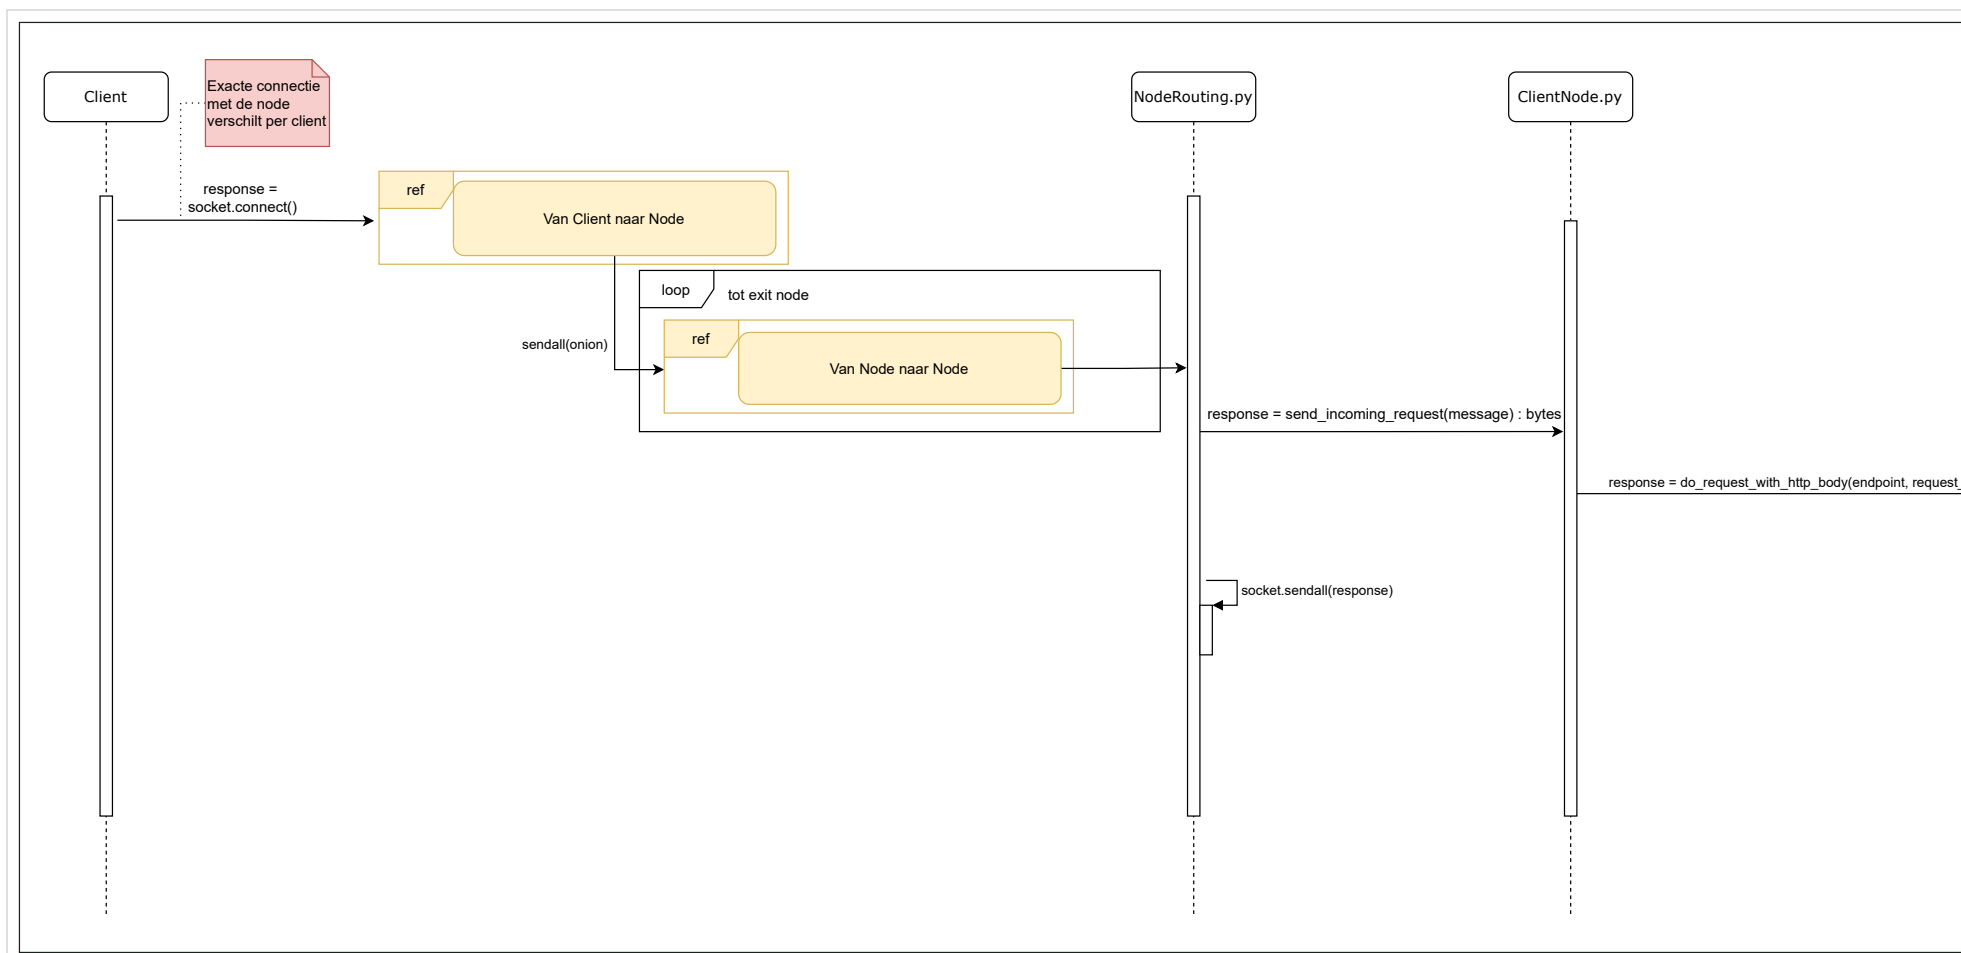 Client
Exacte connectie
met de node
verschilt per client
NodeRouting.py
ClientNode.py
response =
socket.connect()
ref
Van Client naar Node
loop
tot exit node
sendall(onion)
ref
Van Node naar Node
response = send_incoming_request(message) : bytes
response = do_request_with_http_body(endpoint, request_
socket.sendall(response)